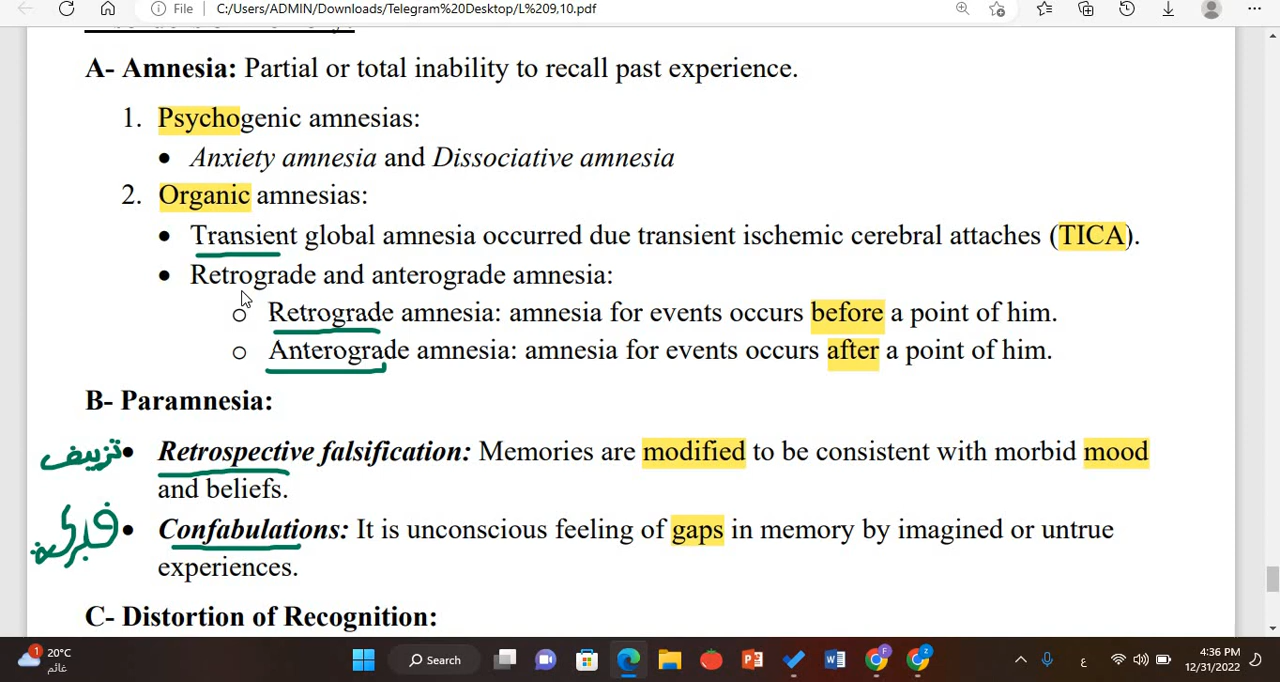 File
C:/Users/ADMIN/Downloads/Telegram%20Desktop/L%209,10.pdf
A- Amnesia: Partial or total inability to recall past experience.
1. Psychogenic amnesias:
• Anxiety amnesia and Dissociative amnesia
2. Organic amnesias:
• Transient global amnesia occurred due transient ischemic cerebral attaches (TICA).
• Retrograde and anterograde amnesia:
o Retrograde amnesia: amnesia for events occurs before a point of him.
o Anterograde amnesia: amnesia for events occurs after a point of him.
B- Paramnesia:
تزييف • Retrospective falsification: Memories are modified to be consistent with morbid mood
and beliefs.
فبركة • Confabulations: It is unconscious feeling of gaps in memory by imagined or untrue
experiences.
C- Distortion of Recognition:
1
20°C
غائم
Search
ع
4:36 PM
12/31/2022